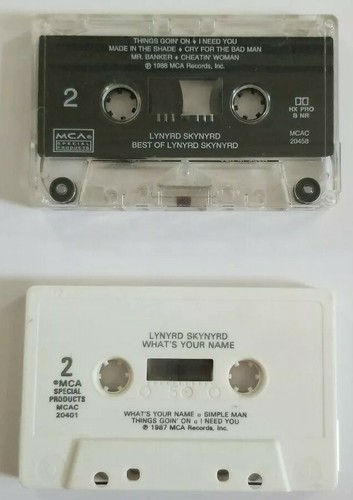 THINGS GOIN' ON ♦ I NEED YOU
MADE IN THE SHADE ♦ CRY FOR THE BAD MAN
MR. BANKER ♦ CHEATIN' WOMAN
℗ 1988 MCA Records, Inc.
2
HX PRO
B NR
MCA
SPECIAL
PRODUCTS
LYNYRD SKYNYRD
BEST OF LYNYRD SKYNYRD
MCAC
20458
LYNYRD SKYNYRD
WHAT'S YOUR NAME
2
MCA
SPECIAL
PRODUCTS
MCAC
20401
WHAT'S YOUR NAME ○ SIMPLE MAN
THINGS GOIN' ON ○ I NEED YOU
℗ 1987 MCA Records, Inc.